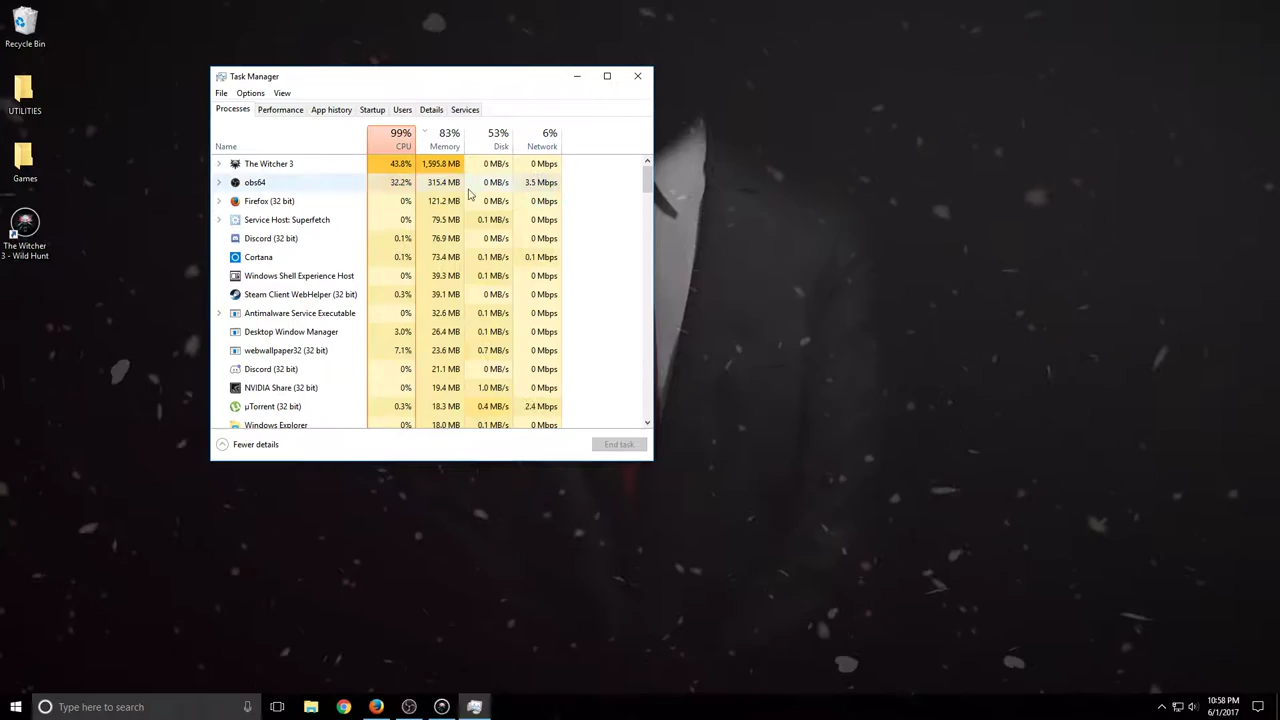 Recycle Bin
UTILITIES
Games
The Witcher
3 - Wild Hunt
Task Manager
File Options View
Processes Performance App history Startup Users Details Services
99% 83% 53% 6%
Name CPU Memory Disk Network
The Witcher 3 43.8% 1,595.8 MB 0 MB/s 0 Mbps
obs64 32.2% 315.4 MB 0 MB/s 3.5 Mbps
Firefox (32 bit) 0% 121.2 MB 0 MB/s 0 Mbps
Service Host: Superfetch 0% 79.5 MB 0.1 MB/s 0 Mbps
Discord (32 bit) 0.1% 76.9 MB 0 MB/s 0 Mbps
Cortana 0.1% 73.4 MB 0.1 MB/s 0.1 Mbps
Windows Shell Experience Host 0% 39.3 MB 0.1 MB/s 0 Mbps
Steam Client WebHelper (32 bit) 0.3% 39.1 MB 0 MB/s 0 Mbps
Antimalware Service Executable 0% 32.6 MB 0.1 MB/s 0 Mbps
Desktop Window Manager 3.0% 26.4 MB 0.1 MB/s 0 Mbps
webwallpaper32 (32 bit) 7.1% 23.6 MB 0.7 MB/s 0 Mbps
Discord (32 bit) 0% 21.1 MB 0 MB/s 0 Mbps
NVIDIA Share (32 bit) 0% 19.4 MB 1.0 MB/s 0 Mbps
µTorrent (32 bit) 0.3% 18.3 MB 0.4 MB/s 2.4 Mbps
Windows Explorer 0% 18.0 MB 0.1 MB/s 0 Mbps
Fewer details End task
Type here to search
10:58 PM
6/1/2017